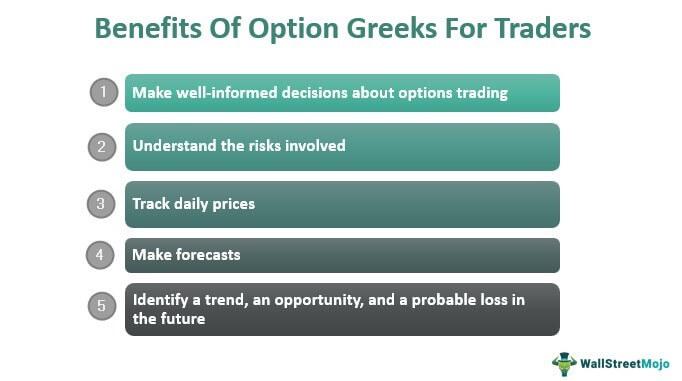 Benefits Of Option Greeks For Traders
1 Make well-informed decisions about options trading
2 Understand the risks involved
3 Track daily prices
4 Make forecasts
5 Identify a trend, an opportunity, and a probable loss in
the future
WallStreetMojo